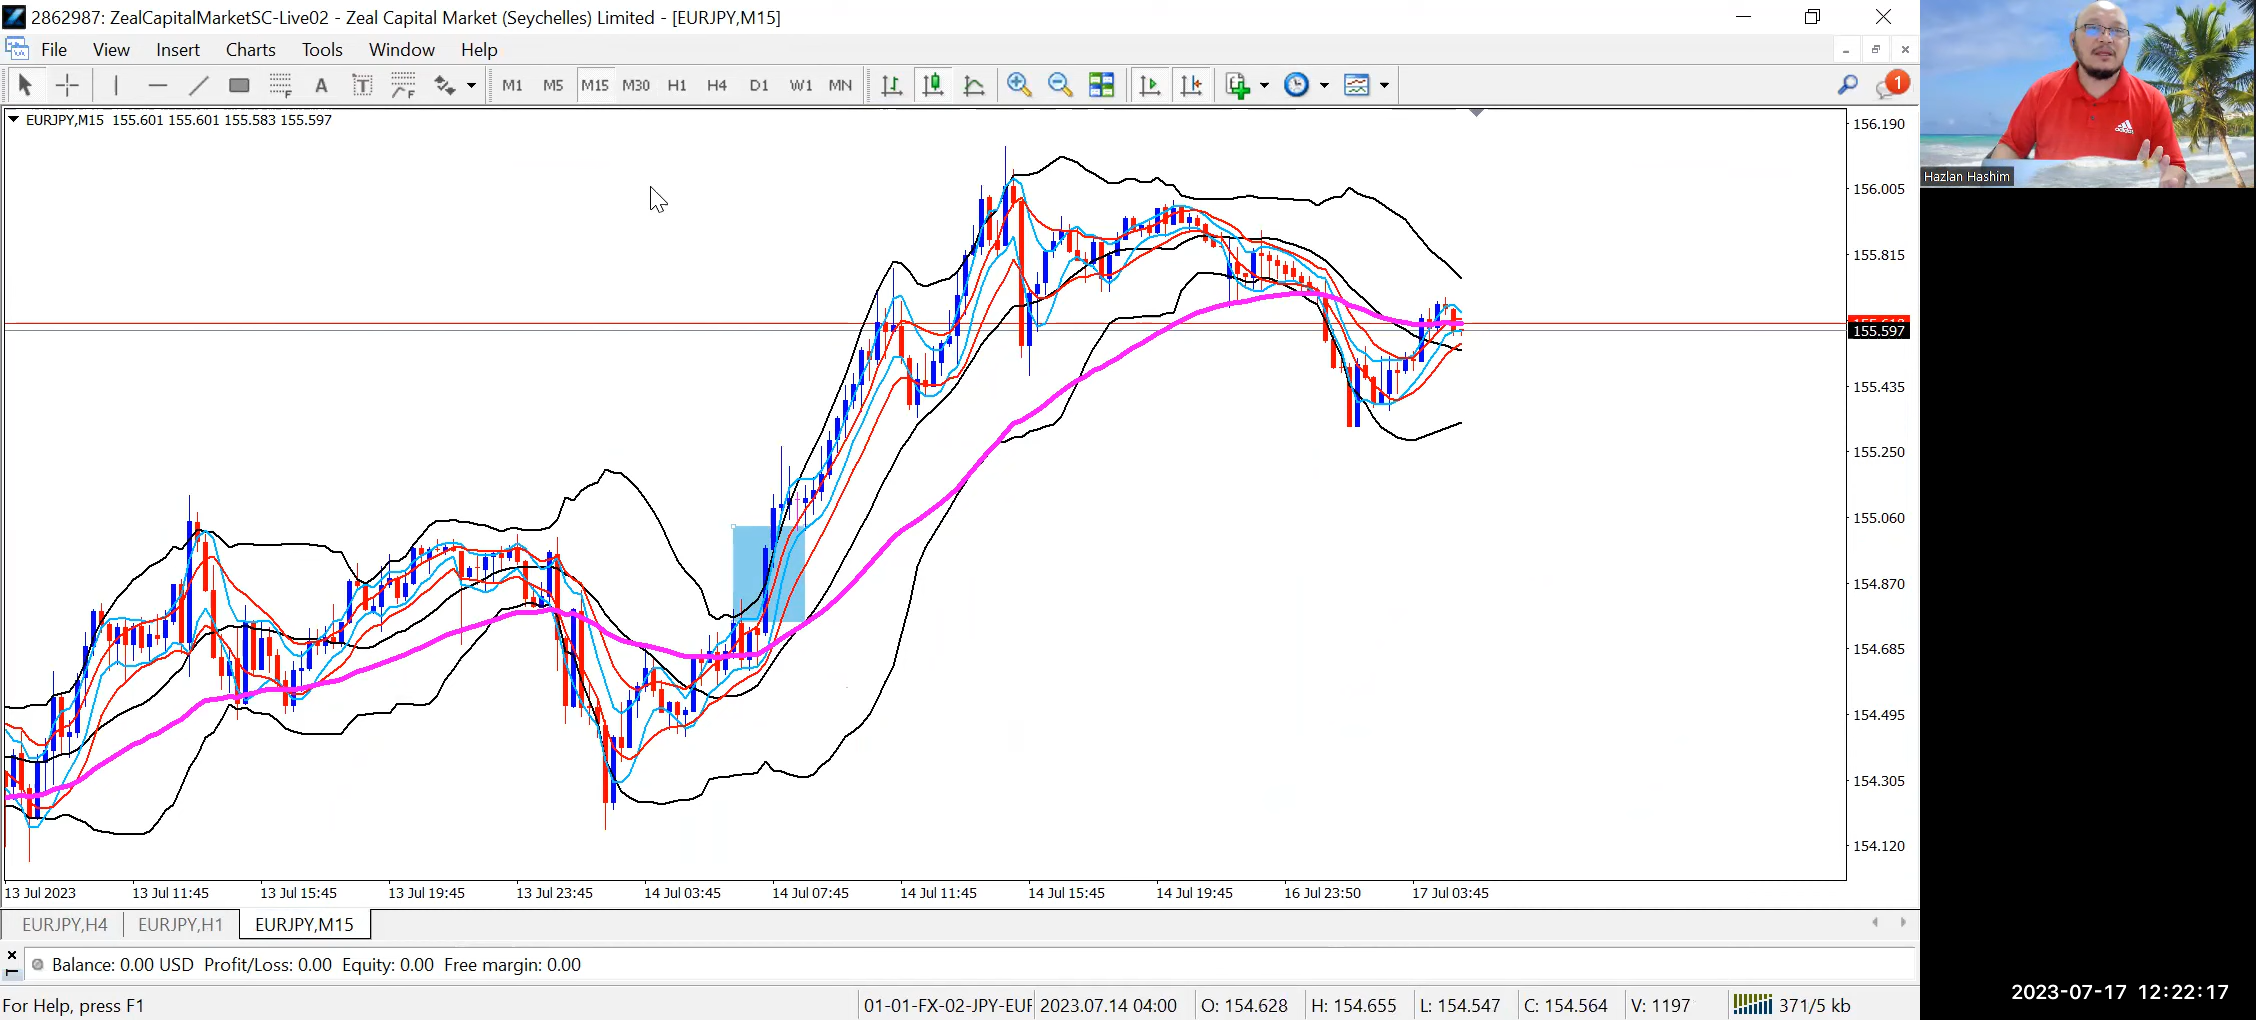 2862987: ZealCapitalMarketSC-Live02 - Zeal Capital Market (Seychelles) Limited - [EURJPY,M15]
File View Insert Charts Tools Window Help
A T F F M1 M5 M15 M30 H1 H4 D1 W1 MN 1
EURJPY,M15 155.601 155.601 155.583 155.597
156.190
156.005
155.815
155.597
155.435
155.250
155.060
154.870
154.685
154.495
154.305
154.120
13 Jul 2023 13 Jul 11:45 13 Jul 15:45 13 Jul 19:45 13 Jul 23:45 14 Jul 03:45 14 Jul 07:45 14 Jul 11:45 14 Jul 15:45 14 Jul 19:45 16 Jul 23:50 17 Jul 03:45
EURJPY,H4 EURJPY,H1 EURJPY,M15
Balance: 0.00 USD Profit/Loss: 0.00 Equity: 0.00 Free margin: 0.00
For Help, press F1 01-01-FX-02-JPY-EUF 2023.07.14 04:00 O: 154.628 H: 154.655 L: 154.547 C: 154.564 V: 1197 371/5 kb
adidas
Hazlan Hashim
2023-07-17 12:22:17